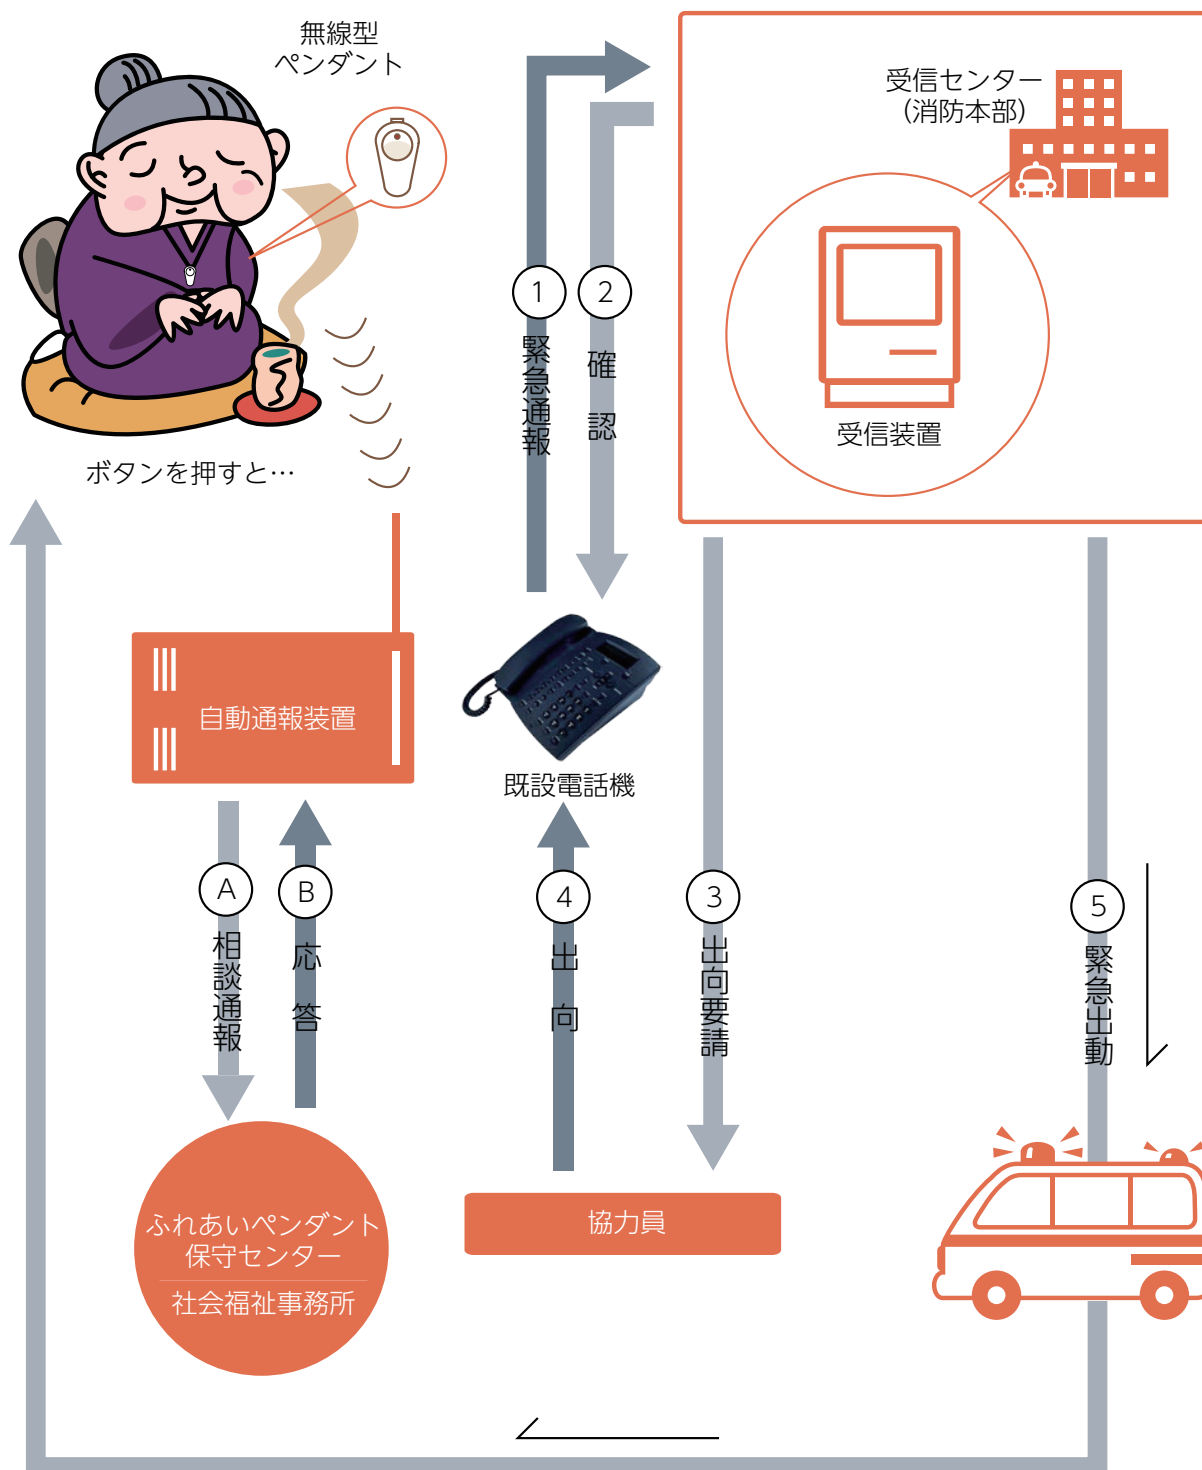 無線型
ペンダント
受信センター
（消防本部）
受信装置
ボタンを押すと…
1
緊急通報
2
確認
自動通報装置
既設電話機
A
相談通報
B
応答
4
出向
3
出向要請
5
緊急出動
ふれあいペンダント
保守センター
社会福祉事務所
協力員